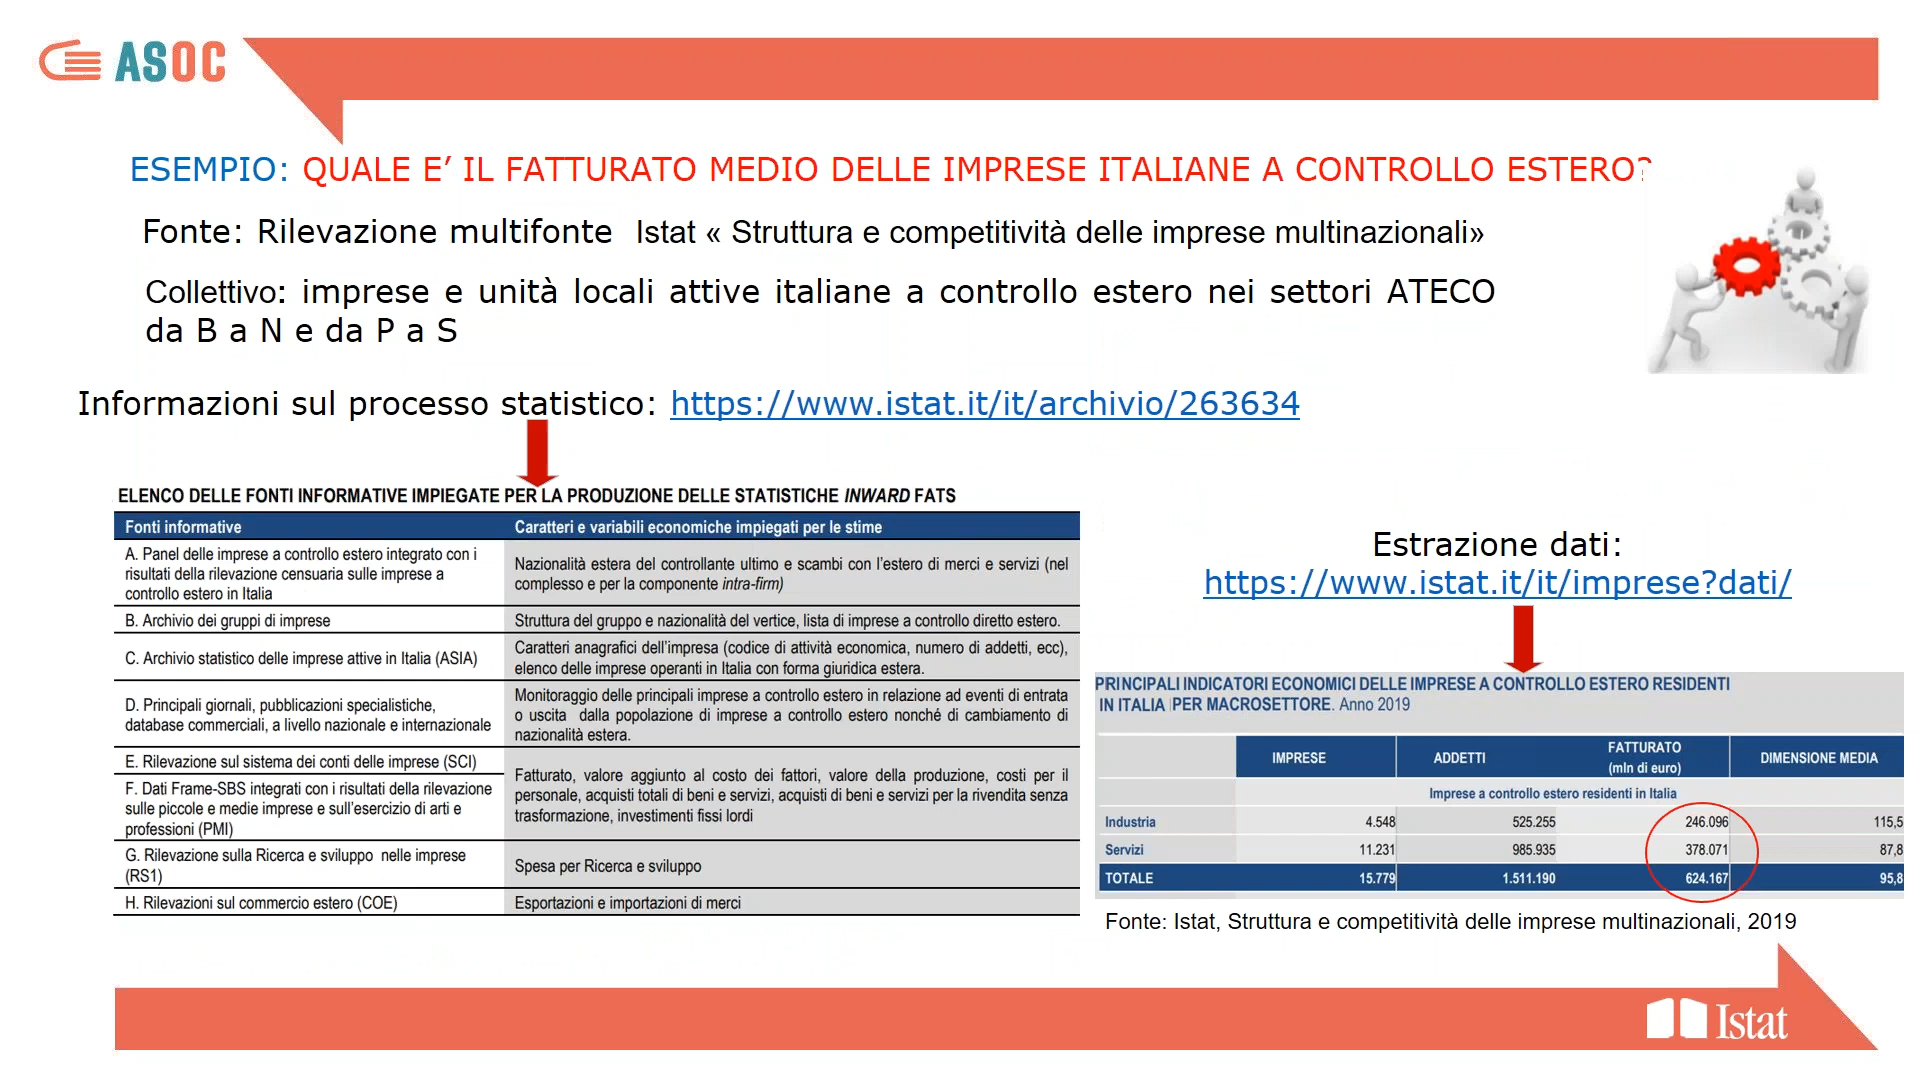 ASOC
ESEMPIO: QUALE E’ IL FATTURATO MEDIO DELLE IMPRESE ITALIANE A CONTROLLO ESTERO?
Fonte: Rilevazione multifonte Istat « Struttura e competitività delle imprese multinazionali»
Collettivo: imprese e unità locali attive italiane a controllo estero nei settori ATECO
da B a N e da P a S
Informazioni sul processo statistico: https://www.istat.it/it/archivio/263634
ELENCO DELLE FONTI INFORMATIVE IMPIEGATE PER LA PRODUZIONE DELLE STATISTICHE INWARD FATS
Fonti informative
Caratteri e variabili economiche impiegati per le stime
A. Panel delle imprese a controllo estero integrato con i
risultati della rilevazione censuaria sulle imprese a
controllo estero in Italia
Nazionalità estera del controllante ultimo e scambi con l’estero di merci e servizi (nel
complesso e per la componente intra-firm)
B. Archivio dei gruppi di imprese
Struttura del gruppo e nazionalità del vertice, lista di imprese a controllo diretto estero.
C. Archivio statistico delle imprese attive in Italia (ASIA)
Caratteri anagrafici dell’impresa (codice di attività economica, numero di addetti, ecc),
elenco delle imprese operanti in Italia con forma giuridica estera.
D. Principali giornali, pubblicazioni specialistiche,
database commerciali, a livello nazionale e internazionale
Monitoraggio delle principali imprese a controllo estero in relazione ad eventi di entrata
o uscita dalla popolazione di imprese a controllo estero nonché di cambiamento di
nazionalità estera.
E. Rilevazione sul sistema dei conti delle imprese (SCI)
F. Dati Frame-SBS integrati con i risultati della rilevazione
sulle piccole e medie imprese e sull’esercizio di arti e
professioni (PMI)
Fatturato, valore aggiunto al costo dei fattori, valore della produzione, costi per il
personale, acquisti totali di beni e servizi, acquisti di beni e servizi per la rivendita senza
trasformazione, investimenti fissi lordi
G. Rilevazione sulla Ricerca e sviluppo nelle imprese
(RS1)
Spesa per Ricerca e sviluppo
H. Rilevazioni sul commercio estero (COE)
Esportazioni e importazioni di merci
Estrazione dati:
https://www.istat.it/it/imprese?dati/
PRINCIPALI INDICATORI ECONOMICI DELLE IMPRESE A CONTROLLO ESTERO RESIDENTI
IN ITALIA PER MACROSETTORE. Anno 2019
IMPRESE ADDETTI FATTURATO (mln di euro) DIMENSIONE MEDIA
Imprese a controllo estero residenti in Italia
Industria 4.548 525.255 246.096 115,5
Servizi 11.231 985.935 378.071 87,8
TOTALE 15.779 1.511.190 624.167 95,8
Fonte: Istat, Struttura e competitività delle imprese multinazionali, 2019
Istat